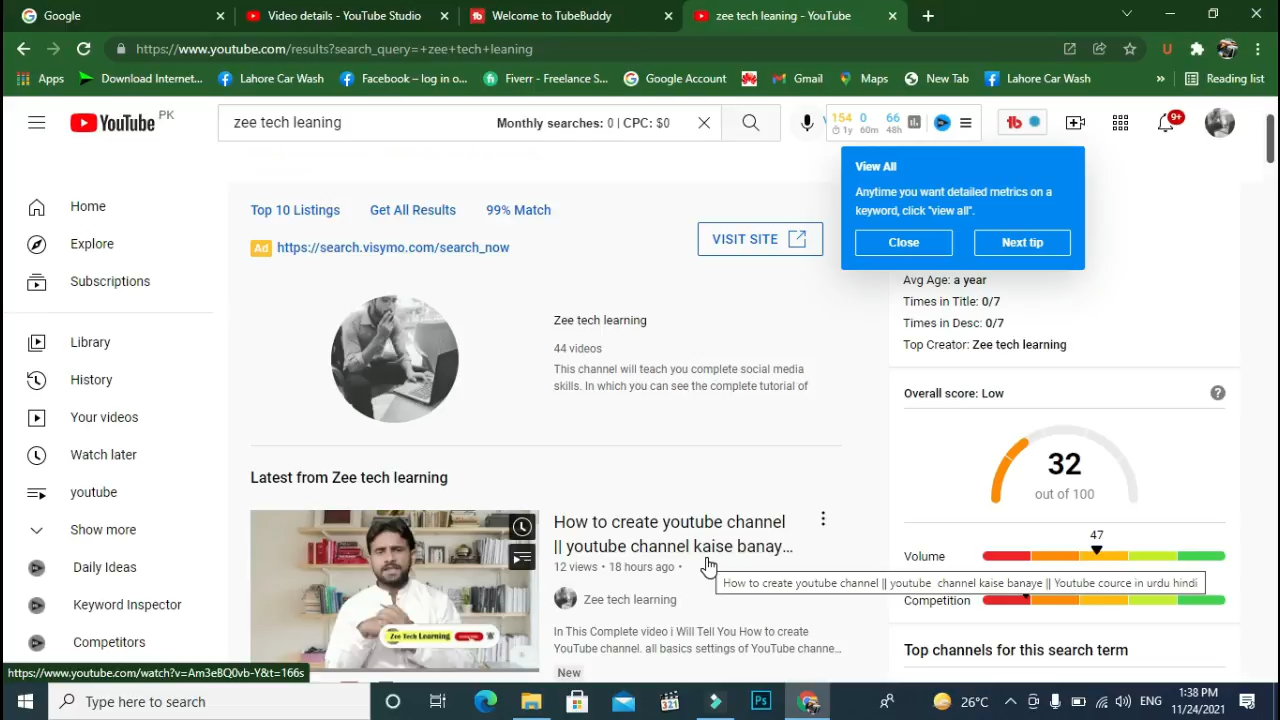 Google
Video details - YouTube Studio
Welcome to TubeBuddy
zee tech leaning - YouTube
https://www.youtube.com/results?search_query=+zee+tech+leaning
Apps
Download Internet...
Lahore Car Wash
Facebook – log in o...
Fiverr - Freelance S...
Google Account
Gmail
Maps
New Tab
Lahore Car Wash
»
Reading list
YouTube PK
zee tech leaning
Monthly searches: 0 | CPC: $0
154 0 66
1y 60m 48h
9+
View All
Anytime you want detailed metrics on a
keyword, click "view all".
Close
Next tip
Home
Explore
Subscriptions
Library
History
Your videos
Watch later
youtube
Show more
Daily Ideas
Keyword Inspector
Competitors
Top 10 Listings
Get All Results
99% Match
Ad https://search.visymo.com/search_now
VISIT SITE
Zee tech learning
44 videos
This channel will teach you complete social media
skills. In which you can see the complete tutorial of
Latest from Zee tech learning
Zee Tech Learning
How to create youtube channel
|| youtube channel kaise banay...
12 views • 18 hours ago •
Zee tech learning
In This Complete video i Will Tell You How to create
YouTube channel. all basics settings of YouTube channe...
New
Avg Age: a year
Times in Title: 0/7
Times in Desc: 0/7
Top Creator: Zee tech learning
Overall score: Low
32
out of 100
47
Volume
How to create youtube channel || youtube channel kaise banaye || Youtube cource in urdu hindi
Competition
Top channels for this search term
https://www.youtube.com/watch?v=Am3eBQ0vb-Y&t=166s
Type here to search
321
Ps
26°C
ENG
1:38 PM
11/24/2021